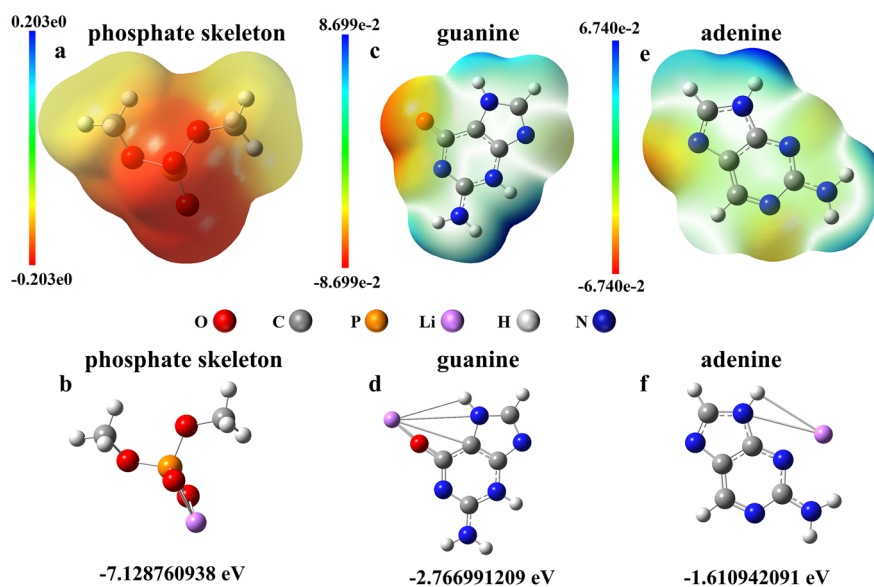 0.203e0
phosphate skeleton
a
-0.203e0
8.699e-2
guanine
c
-8.699e-2
6.740e-2
adenine
e
-6.740e-2
O C P Li H N
phosphate skeleton
b
-7.128760938 eV
guanine
d
-2.766991209 eV
adenine
f
-1.610942091 eV